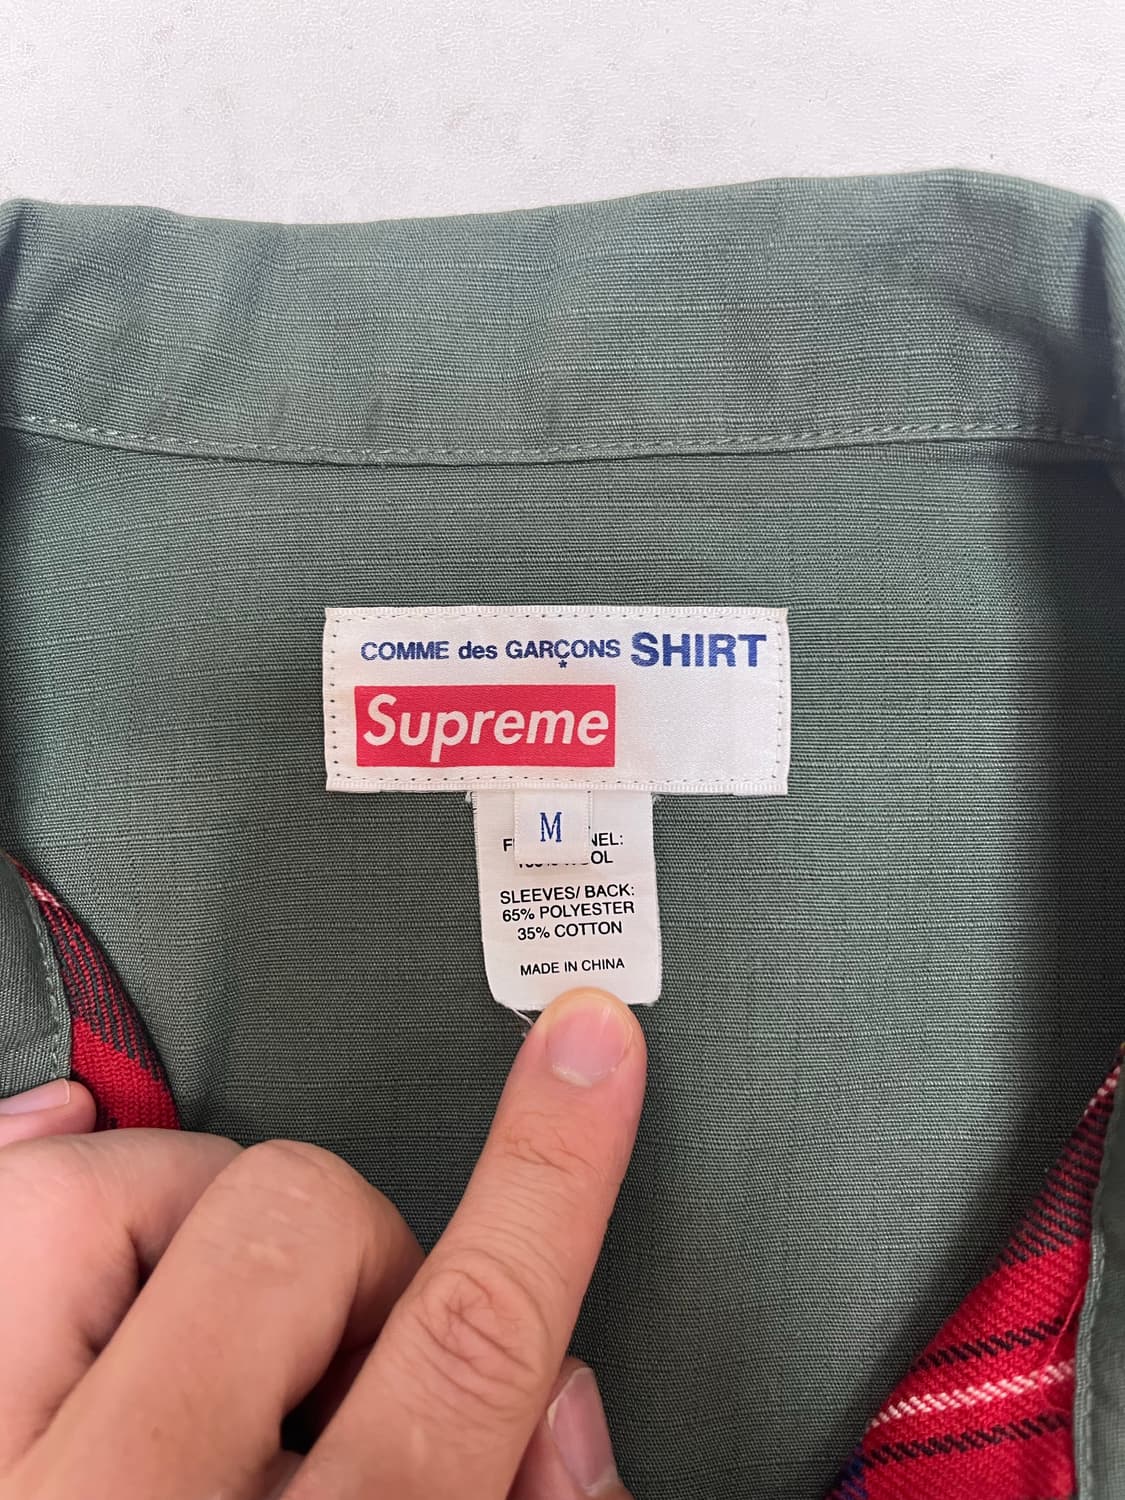 COMME des GARÇONS SHIRT
Supreme
M
SLEEVES/ BACK:
65% POLYESTER
35% COTTON
MADE IN CHINA